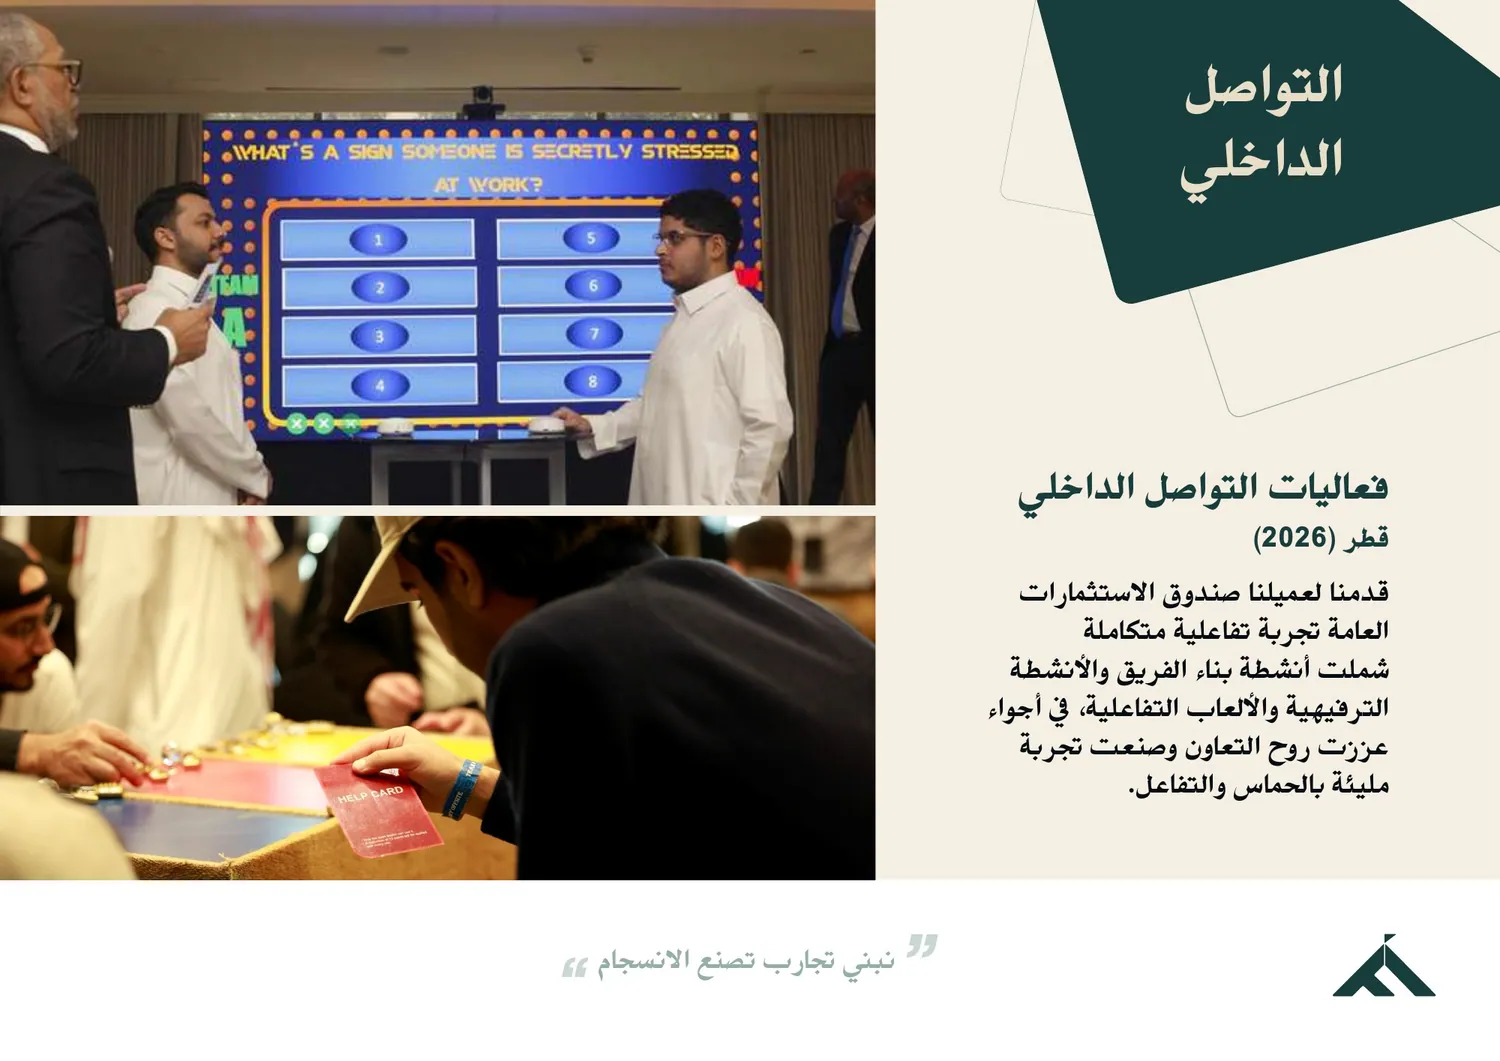 التواصل
الداخلي
WHAT'S A SIGN SOMEONE IS SECRETLY STRESSED
AT WORK?
1
2
3
4
5
6
7
8
TEAM
A
فعاليات التواصل الداخلي
قطر (2026)
قدمنا لعميلنا صندوق الاستثمارات
العامة تجربة تفاعلية متكاملة
شملت أنشطة بناء الفريق والأنشطة
الترفيهية والألعاب التفاعلية، في أجواء
عززت روح التعاون وصنعت تجربة
مليئة بالحماس والتفاعل.
HELP CARD
" نبني تجارب تصنع الانسجام "